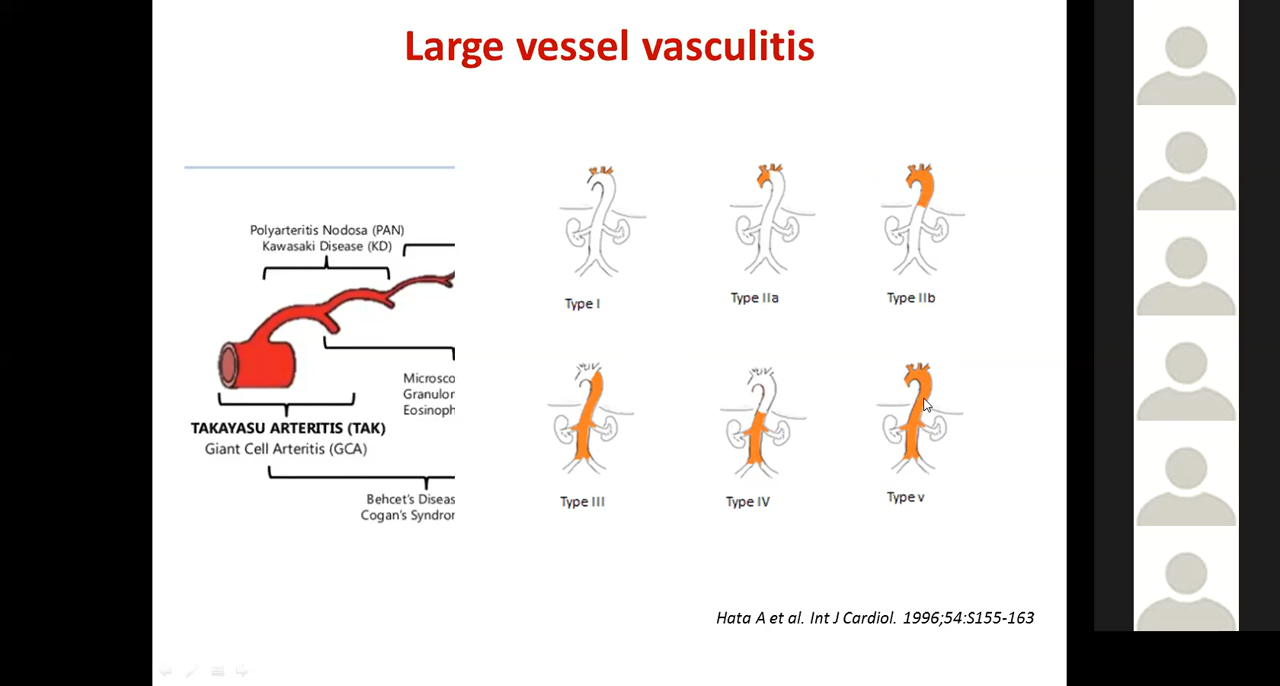 Large vessel vasculitis
Polyarteritis Nodosa (PAN)
Kawasaki Disease (KD)
Microsco
Granulor
Eosinoph
TAKAYASU ARTERITIS (TAK)
Giant Cell Arteritis (GCA)
Behcet's Diseas
Cogan's Syndron
Type I
Type IIa
Type IIb
Type III
Type IV
Type v
Hata A et al. Int J Cardiol. 1996;54:S155-163